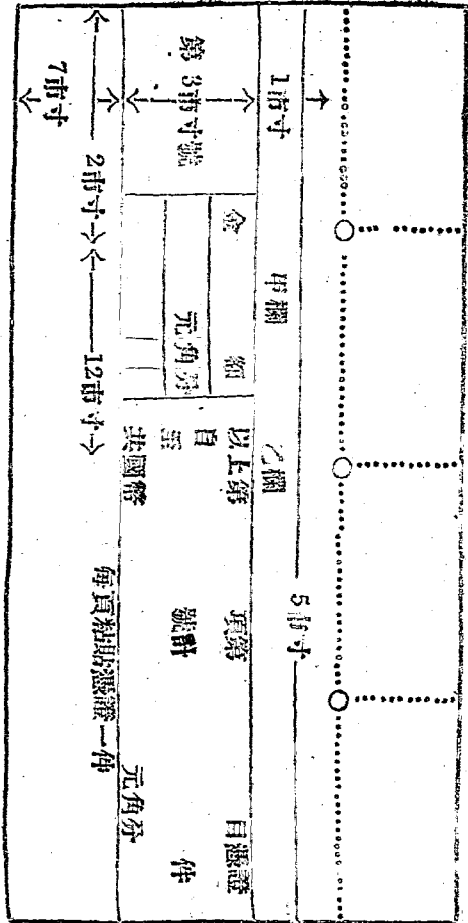 5市寸
1市寸 甲欄 乙欄
第 3市寸 號
金 額
元角分
以上第 項第 目憑證
自
至 號計 件
共國幣 元角分
2市寸 12市寸
每頁粘貼憑證一件
7市寸